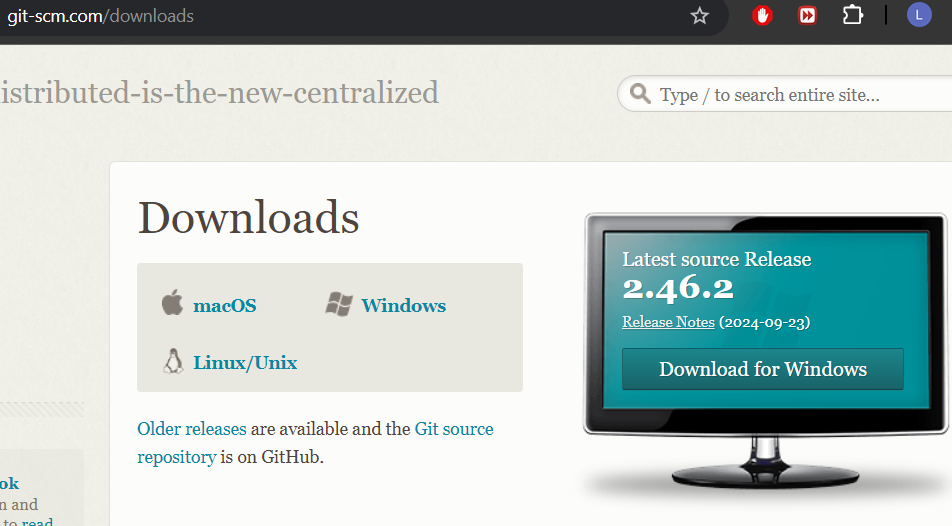 git-scm.com/downloads
L
istributed-is-the-new-centralized
Type / to search entire site...
Downloads
macOS
Windows
Linux/Unix
Older releases are available and the Git source
repository is on GitHub.
Latest source Release
2.46.2
Release Notes (2024-09-23)
Download for Windows
ok
n and
to read